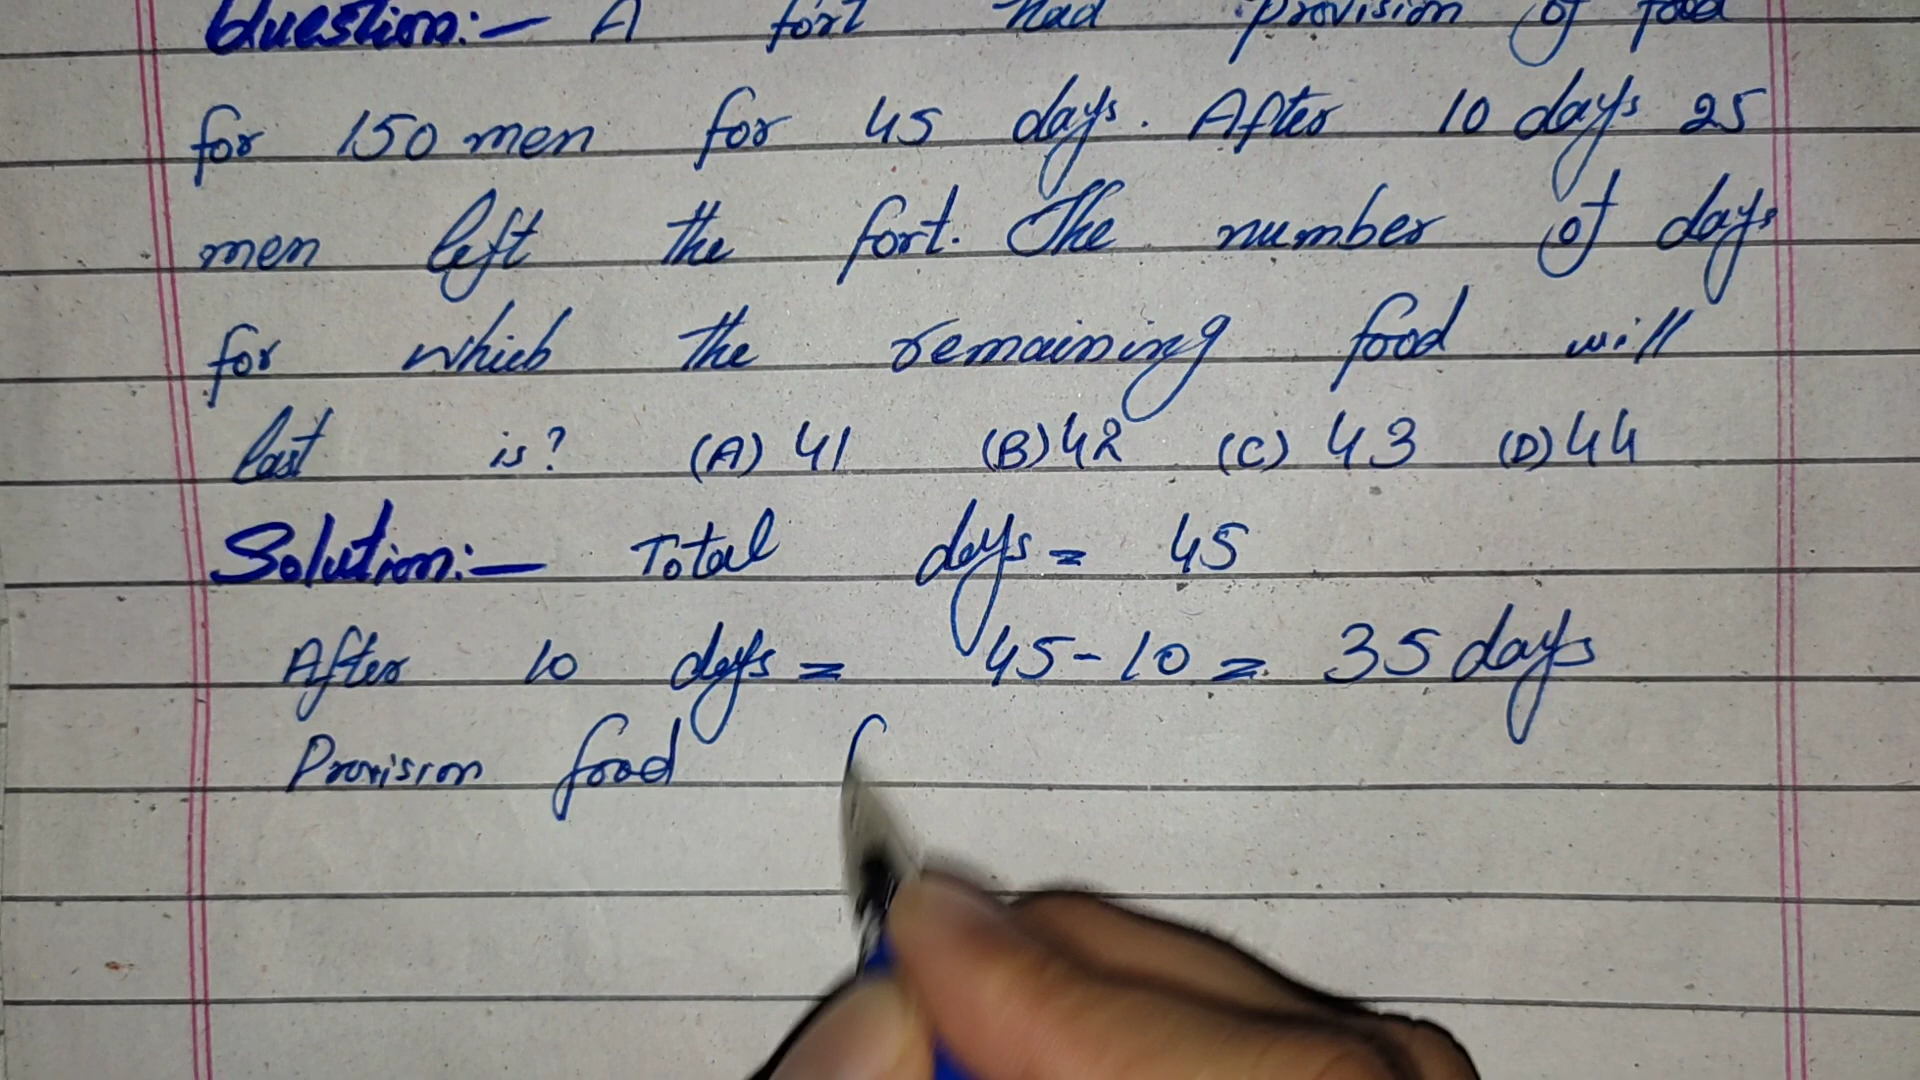 Question:- A fort had provision of food
for 150 men for 45 days. After 10 days 25
men left the fort. The number of days
for which the remaining food will
last is? (A) 41 (B) 42 (C) 43 (D) 44
Solution:- Total days = 45
After 10 days = 45-10 = 35 days
Provision food f